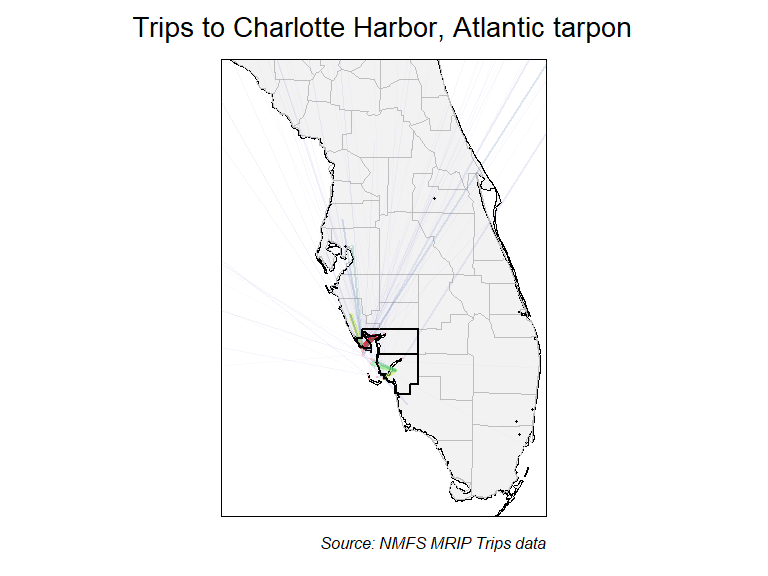 Trips to Charlotte Harbor, Atlantic tarpon
Source: NMFS MRIP Trips data